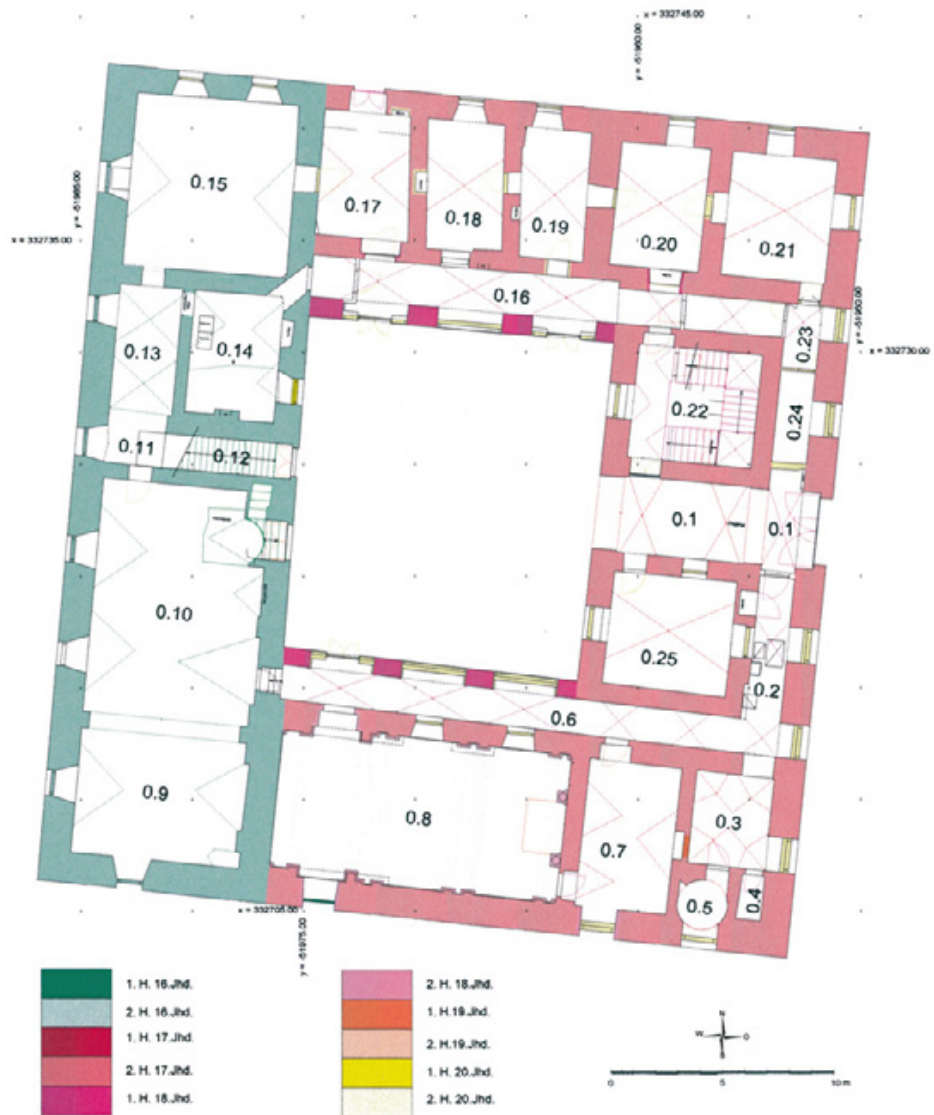 x = 332745.00
y = -51960.00
0.15
0.17
0.18
0.19
0.20
0.21
y = -51985.00
x = 332735.00
0.16
y = -51950.00
x = 332730.00
0.13
0.14
0.23
0.22
0.24
0.11
0.12
0.1
0.1
0.10
0.25
0.2
0.6
0.9
0.8
0.7
0.3
0.5
0.4
x = 332705.00
y = -51975.00
1. H. 16.Jhd.
2. H. 16.Jhd.
1. H. 17.Jhd.
2. H. 17.Jhd.
1. H. 18.Jhd.
2. H. 18.Jhd.
1. H.19.Jhd.
2. H.19.Jhd.
1. H. 20.Jhd.
2. H. 20.Jhd.
N
W
O
S
0
5
10 m